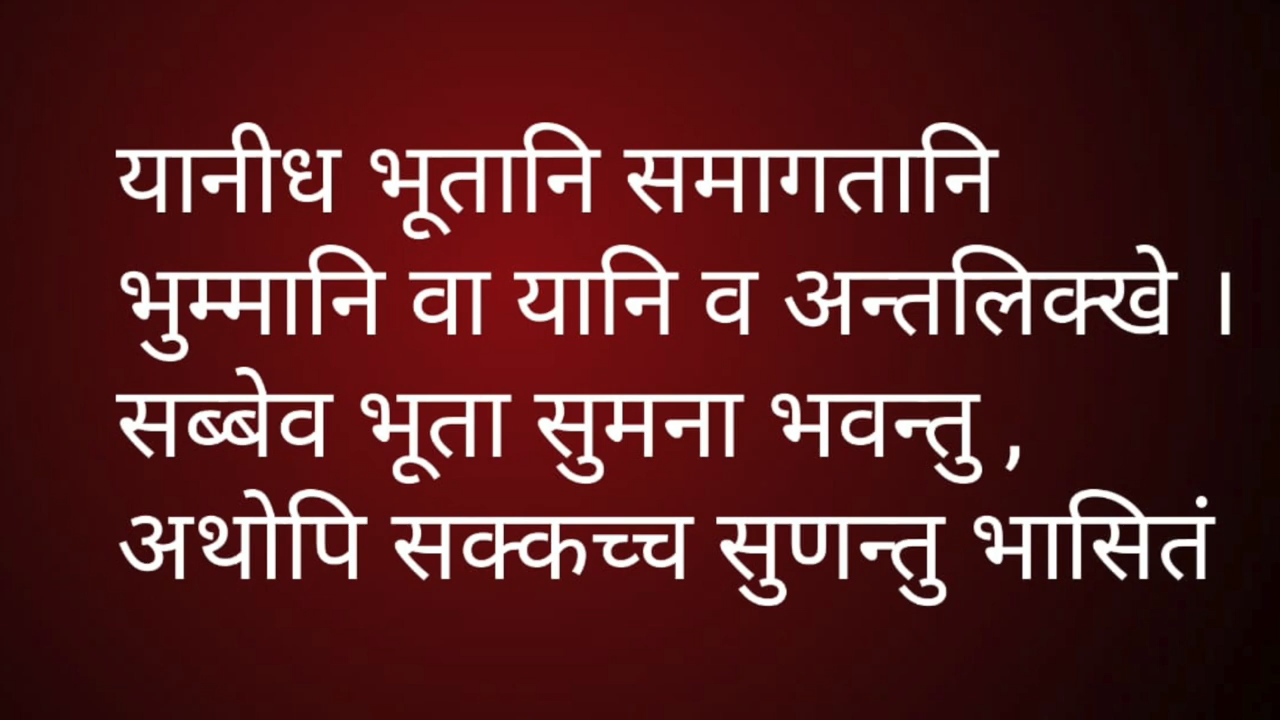 यानीध भूतानि समागतानि
भुम्मानि वा यानि व अन्तलिक्खे ।
सब्बेव भूता सुमना भवन्तु ,
अथोपि सक्कच्च सुणन्तु भासितं